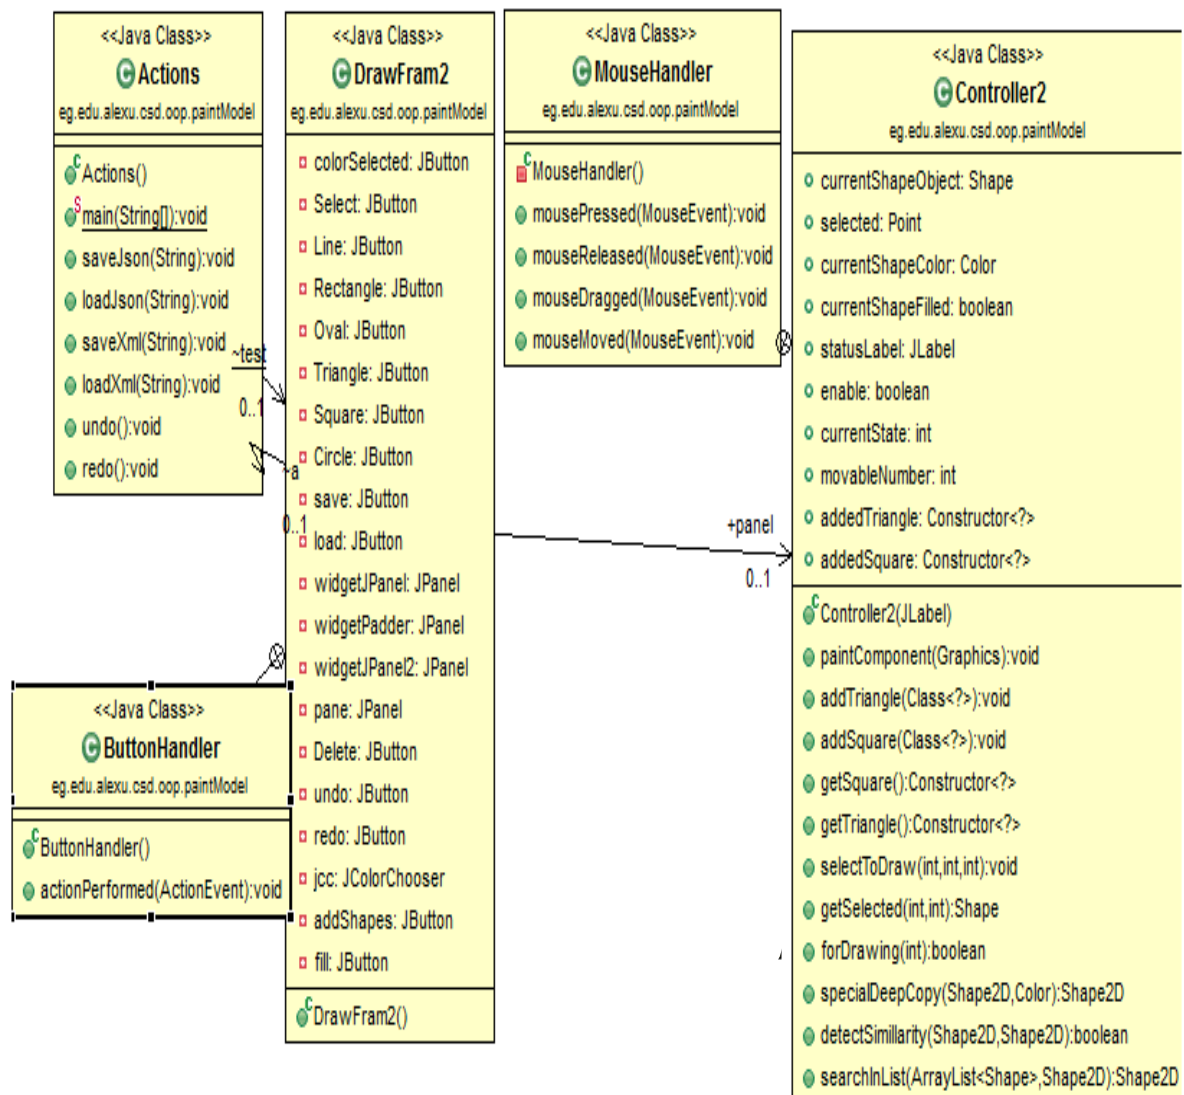 <<Java Class>>
Actions
eg.edu.alexu.csd.oop.paintModel
Actions()
main(String[]):void
saveJson(String):void
loadJson(String):void
saveXml(String):void
loadXml(String):void
undo():void
redo():void
~test
0..1
~a
0..1
<<Java Class>>
DrawFram2
eg.edu.alexu.csd.oop.paintModel
colorSelected: JButton
Select: JButton
Line: JButton
Rectangle: JButton
Oval: JButton
Triangle: JButton
Square: JButton
Circle: JButton
save: JButton
load: JButton
widgetJPanel: JPanel
widgetPadder: JPanel
widgetJPanel2: JPanel
pane: JPanel
Delete: JButton
undo: JButton
redo: JButton
jcc: JColorChooser
addShapes: JButton
fill: JButton
DrawFram2()
<<Java Class>>
MouseHandler
eg.edu.alexu.csd.oop.paintModel
MouseHandler()
mousePressed(MouseEvent):void
mouseReleased(MouseEvent):void
mouseDragged(MouseEvent):void
mouseMoved(MouseEvent):void
+panel
0..1
<<Java Class>>
Controller2
eg.edu.alexu.csd.oop.paintModel
currentShapeObject: Shape
selected: Point
currentShapeColor: Color
currentShapeFilled: boolean
statusLabel: JLabel
enable: boolean
currentState: int
movableNumber: int
addedTriangle: Constructor<?>
addedSquare: Constructor<?>
Controller2(JLabel)
paintComponent(Graphics):void
addTriangle(Class<?>):void
addSquare(Class<?>):void
getSquare():Constructor<?>
getTriangle():Constructor<?>
selectToDraw(int,int,int):void
getSelected(int,int):Shape
forDrawing(int):boolean
specialDeepCopy(Shape2D,Color):Shape2D
detectSimillarity(Shape2D,Shape2D):boolean
searchInList(ArrayList<Shape>,Shape2D):Shape2D
<<Java Class>>
ButtonHandler
eg.edu.alexu.csd.oop.paintModel
ButtonHandler()
actionPerformed(ActionEvent):void